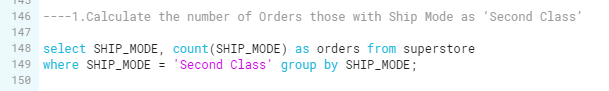 145
146 ----1.Calculate the number of Orders those with Ship Mode as ‘Second Class’
147
148 select SHIP_MODE, count(SHIP_MODE) as orders from superstore
149 where SHIP_MODE = 'Second Class' group by SHIP_MODE;
150